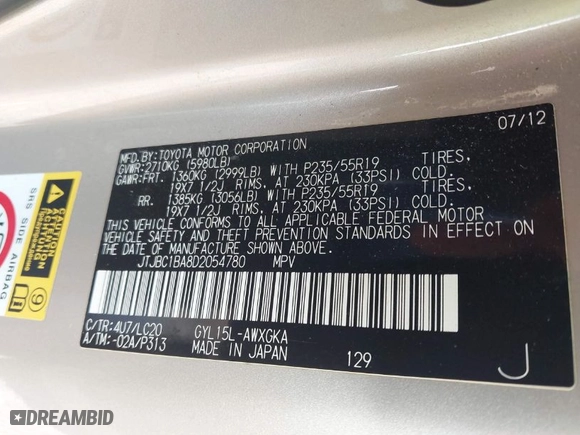 07/12
MFD.BY:TOYOTA MOTOR CORPORATION
GVWR:2710KG (5980LB)
GAWR:FRT. 1360KG (2999LB) WITH P235/55R19 TIRES,
19X7 1/2J RIMS, AT 230KPA (33PSI) COLD.
RR. 1385KG (3056LB) WITH P235/55R19 TIRES,
19X7 1/2J RIMS, AT 230KPA (33PSI) COLD.
THIS VEHICLE CONFORMS TO ALL APPLICABLE FEDERAL MOTOR
VEHICLE SAFETY AND THEFT PREVENTION STANDARDS IN EFFECT ON
THE DATE OF MANUFACTURE SHOWN ABOVE.
JTJBC1BA8D2054780 MPV
C/TR:4U7/LC20 GYL15L-AWXGKA
A/TM:-02A/P313 MADE IN JAPAN 129 J
SRS SIDE AIRBAG
CAUTION
9
DREAMBID
DREAMBID.COM